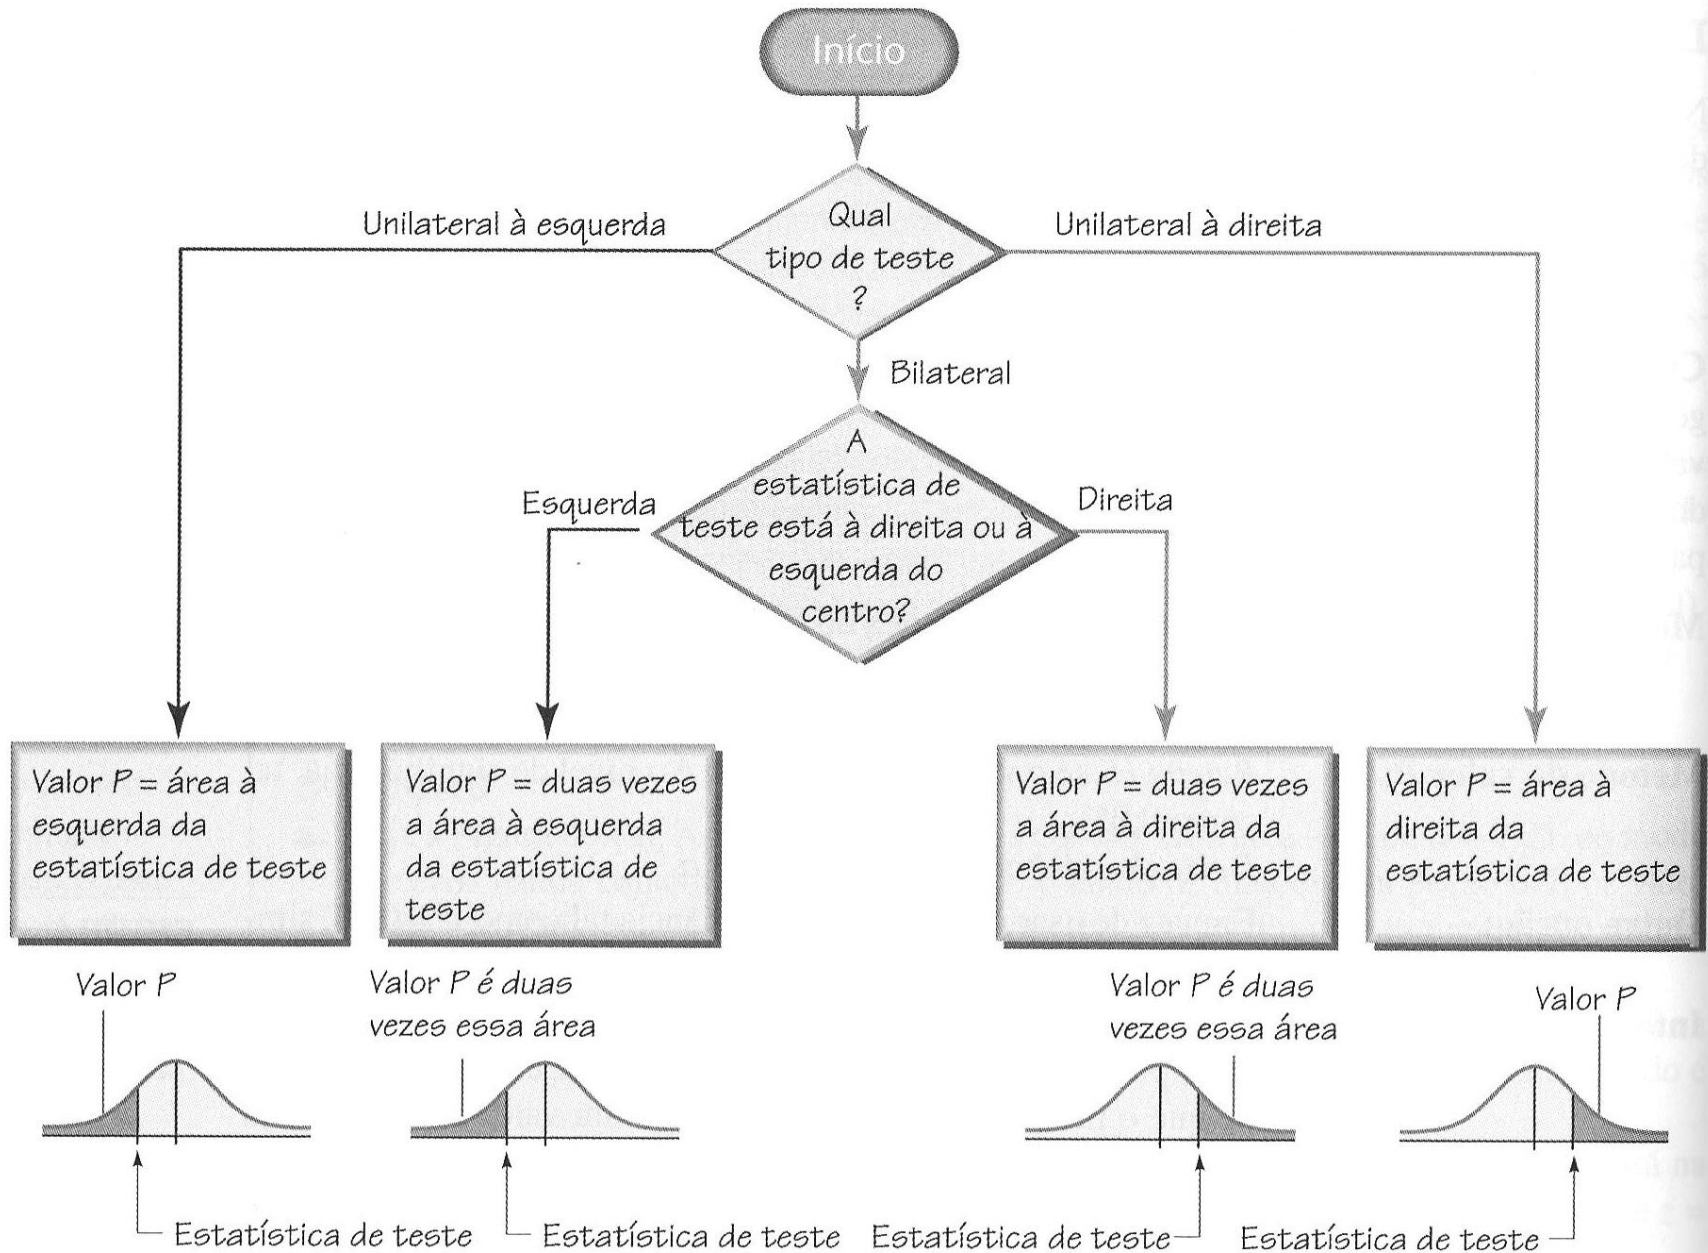 Início
Unilateral à esquerda
Qual
tipo de teste
?
Unilateral à direita
Bilateral
A
estatística de
teste está à direita ou à
esquerda do
centro?
Esquerda
Direita
Valor P = área à
esquerda da
estatística de teste
Valor P = duas vezes
a área à esquerda
da estatística de
teste
Valor P = duas vezes
a área à direita da
estatística de teste
Valor P = área à
direita da
estatística de teste
Valor P
Valor P é duas
vezes essa área
Valor P é duas
vezes essa área
Valor P
Estatística de teste
Estatística de teste
Estatística de teste
Estatística de teste